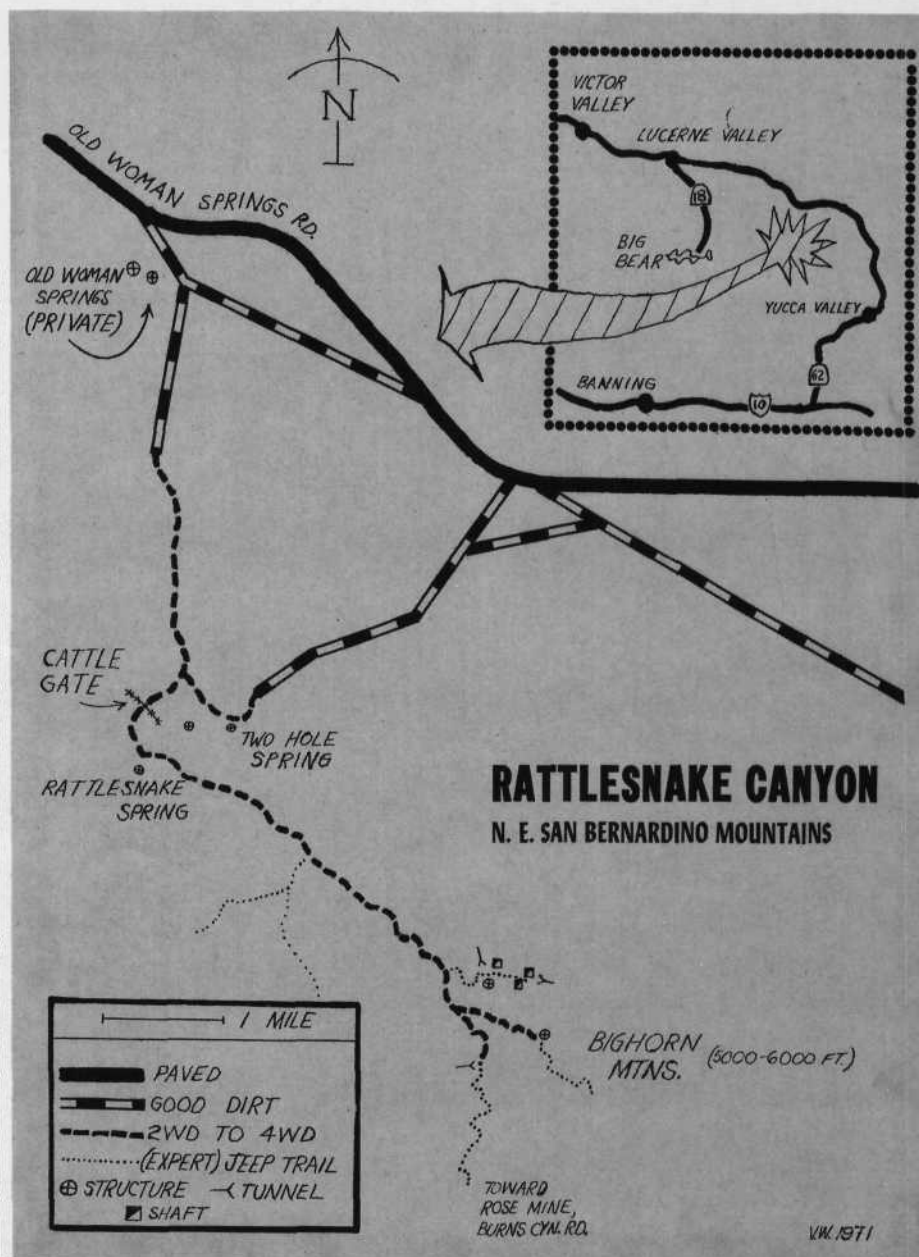 N
OLD WOMAN SPRINGS RD.
VICTOR
VALLEY
LUCERNE VALLEY
18
BIG
BEAR
YUCCA VALLEY
62
BANNING
10
OLD WOMAN
SPRINGS
(PRIVATE)
CATTLE
GATE
TWO HOLE
SPRING
RATTLESNAKE
SPRING
RATTLESNAKE CANYON
N. E. SAN BERNARDINO MOUNTAINS
BIGHORN
MTNS.
(5000-6000 FT.)
TOWARD
ROSE MINE,
BURNS CYN. RD.
1 MILE
PAVED
GOOD DIRT
2WD TO 4WD
(EXPERT) JEEP TRAIL
STRUCTURE
TUNNEL
SHAFT
V.W. 1971